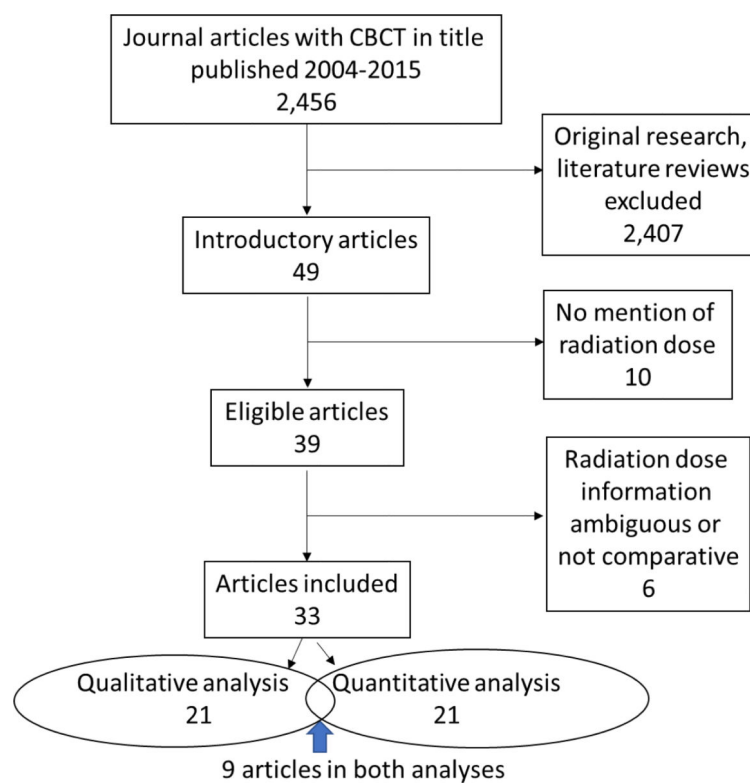 Journal articles with CBCT in title
published 2004-2015
2,456
Original research,
literature reviews
excluded
2,407
Introductory articles
49
No mention of
radiation dose
10
Eligible articles
39
Radiation dose
information
ambiguous or
not comparative
6
Articles included
33
Qualitative analysis
21
Quantitative analysis
21
9 articles in both analyses